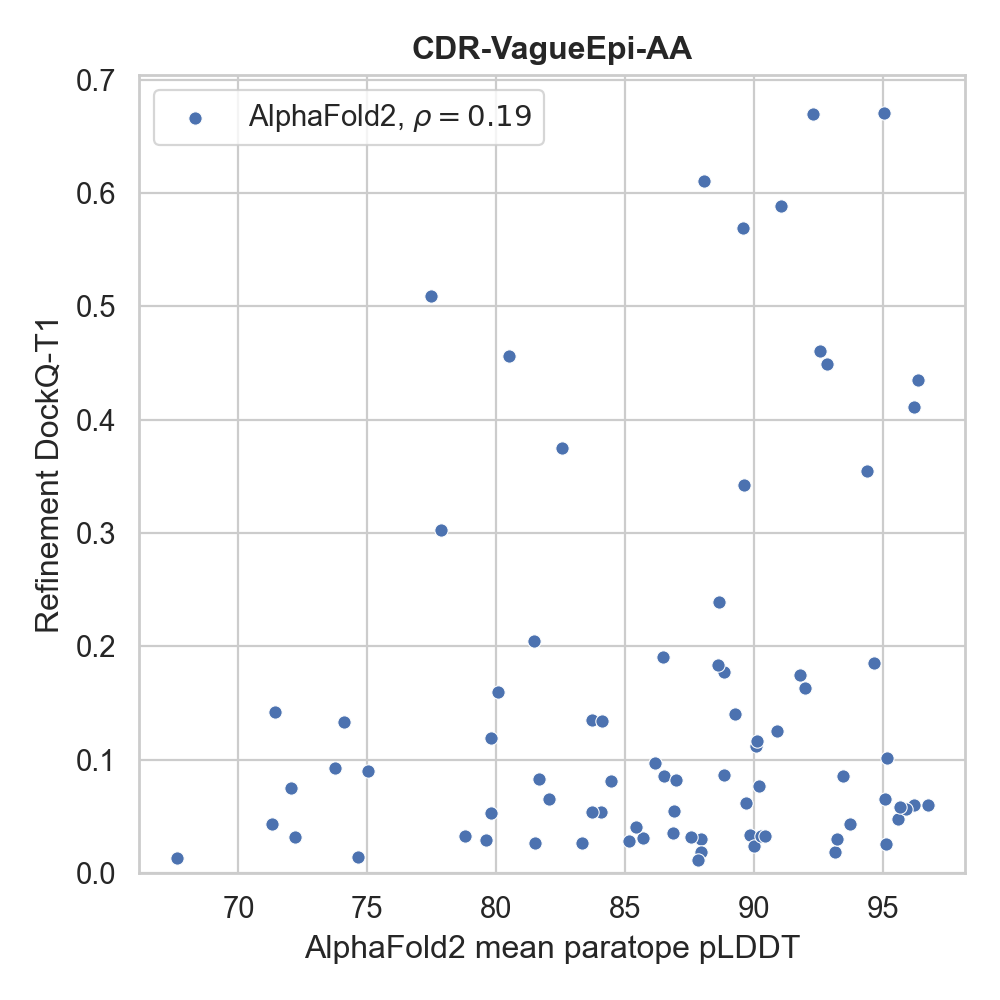 CDR-VagueEpi-AA
AlphaFold2, ρ = 0.19
Refinement DockQ-T1
0.7
0.6
0.5
0.4
0.3
0.2
0.1
0.0
70 75 80 85 90 95
AlphaFold2 mean paratope pLDDT